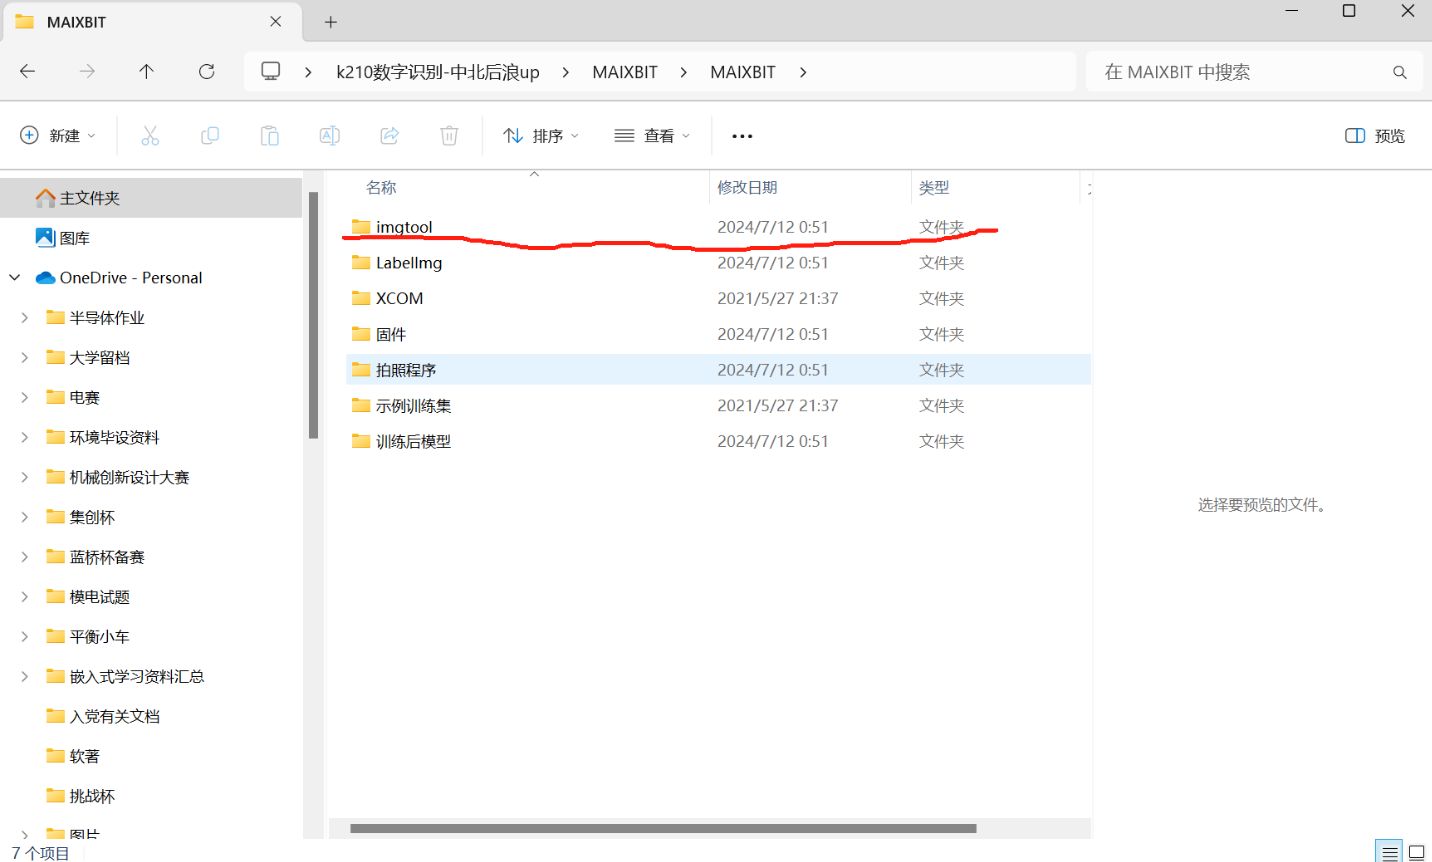 MAIXBIT
k210数字识别-中北后浪up > MAIXBIT > MAIXBIT >
在 MAIXBIT 中搜索
新建 排序 查看 ··· 预览
主文件夹
图库
OneDrive - Personal
半导体作业
大学留档
电赛
环境毕设资料
机械创新设计大赛
集创杯
蓝桥杯备赛
模电试题
平衡小车
嵌入式学习资料汇总
入党有关文档
软著
挑战杯
图片
名称 修改日期 类型
imgtool 2024/7/12 0:51 文件夹
LabelImg 2024/7/12 0:51 文件夹
XCOM 2021/5/27 21:37 文件夹
固件 2024/7/12 0:51 文件夹
拍照程序 2024/7/12 0:51 文件夹
示例训练集 2021/5/27 21:37 文件夹
训练后模型 2024/7/12 0:51 文件夹
选择要预览的文件。
7 个项目